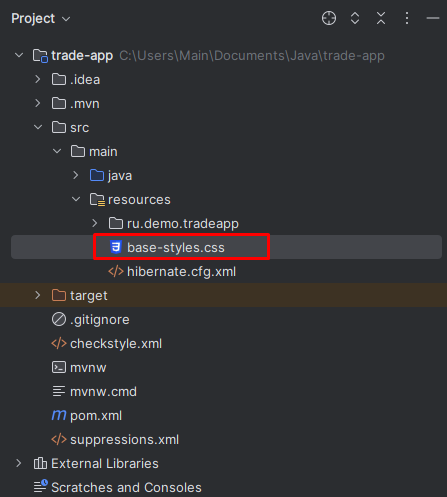 Project
trade-app C:\Users\Main\Documents\Java\trade-app
.idea
.mvn
src
main
java
resources
ru.demo.tradeapp
base-styles.css
hibernate.cfg.xml
target
.gitignore
checkstyle.xml
mvnw
mvnw.cmd
pom.xml
suppressions.xml
External Libraries
Scratches and Consoles